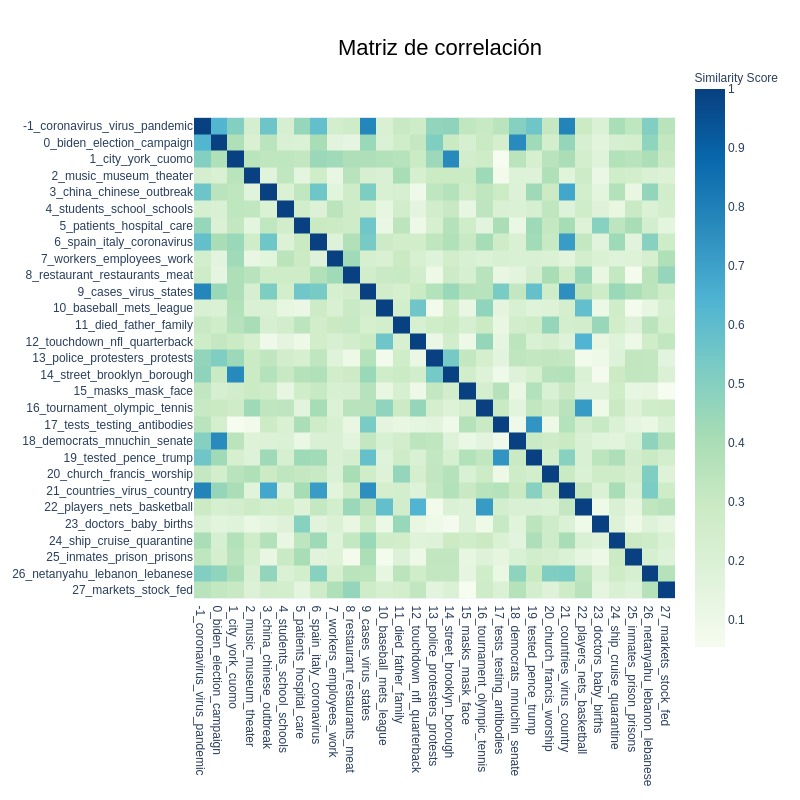 Matriz de correlación
Similarity Score
1
0.9
0.8
0.7
0.6
0.5
0.4
0.3
0.2
0.1
-1_coronavirus_virus_pandemic
0_biden_election_campaign
1_city_york_cuomo
2_music_museum_theater
3_china_chinese_outbreak
4_students_school_schools
5_patients_hospital_care
6_spain_italy_coronavirus
7_workers_employees_work
8_restaurant_restaurants_meat
9_cases_virus_states
10_baseball_mets_league
11_died_father_family
12_touchdown_nfl_quarterback
13_police_protesters_protests
14_street_brooklyn_borough
15_masks_mask_face
16_tournament_olympic_tennis
17_tests_testing_antibodies
18_democrats_mnuchin_senate
19_tested_pence_trump
20_church_francis_worship
21_countries_virus_country
22_players_nets_basketball
23_doctors_baby_births
24_ship_cruise_quarantine
25_inmates_prison_prisons
26_netanyahu_lebanon_lebanese
27_markets_stock_fed
-1_coronavirus_virus_pandemic
0_biden_election_campaign
1_city_york_cuomo
2_music_museum_theater
3_china_chinese_outbreak
4_students_school_schools
5_patients_hospital_care
6_spain_italy_coronavirus
7_workers_employees_work
8_restaurant_restaurants_meat
9_cases_virus_states
10_baseball_mets_league
11_died_father_family
12_touchdown_nfl_quarterback
13_police_protesters_protests
14_street_brooklyn_borough
15_masks_mask_face
16_tournament_olympic_tennis
17_tests_testing_antibodies
18_democrats_mnuchin_senate
19_tested_pence_trump
20_church_francis_worship
21_countries_virus_country
22_players_nets_basketball
23_doctors_baby_births
24_ship_cruise_quarantine
25_inmates_prison_prisons
26_netanyahu_lebanon_lebanese
27_markets_stock_fed